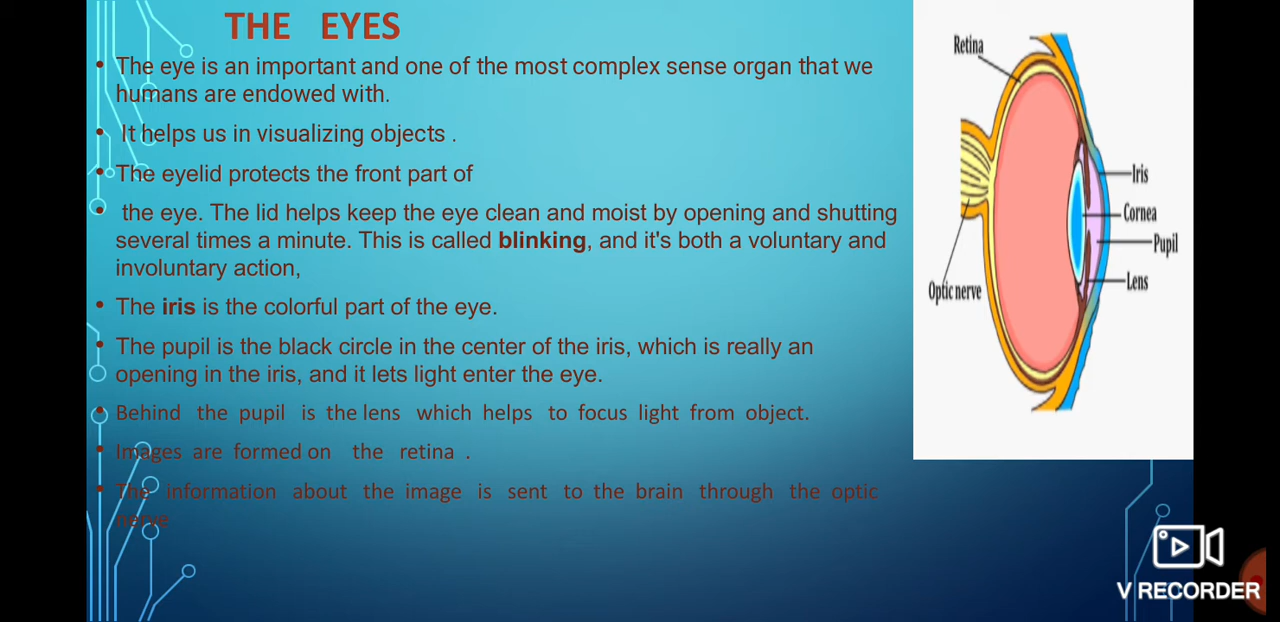 THE EYES
The eye is an important and one of the most complex sense organ that we
humans are endowed with.
It helps us in visualizing objects .
The eyelid protects the front part of
the eye. The lid helps keep the eye clean and moist by opening and shutting
several times a minute. This is called blinking, and it's both a voluntary and
involuntary action,
The iris is the colorful part of the eye.
The pupil is the black circle in the center of the iris, which is really an
opening in the iris, and it lets light enter the eye.
Behind the pupil is the lens which helps to focus light from object.
Images are formed on the retina .
The information about the image is sent to the brain through the optic
nerve
Retina
Iris
Cornea
Pupil
Lens
Optic nerve
V RECORDER